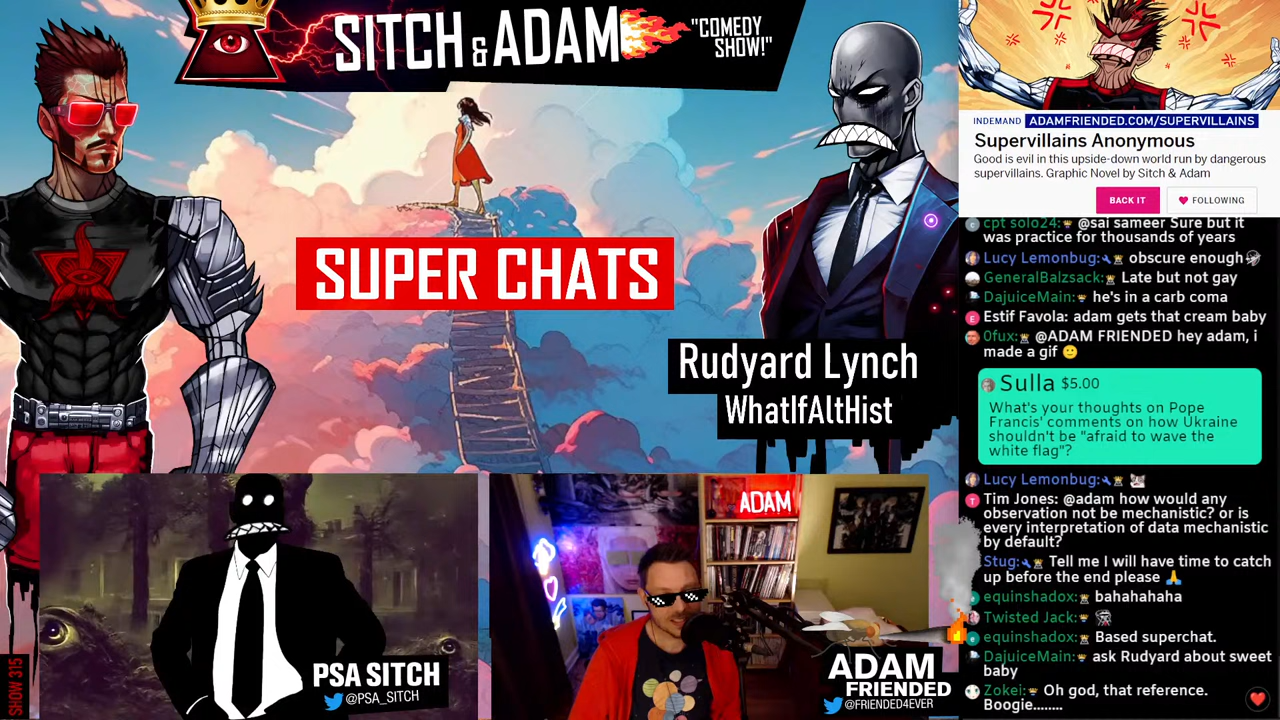 SITCH & ADAM
"COMEDY
SHOW!"
SUPER CHATS
Rudyard Lynch
WhatIfAltHist
ADAM
PSA SITCH
@PSA_SITCH
ADAM
FRIENDED
@FRIENDED4EVER
SHOW 315
INDEMAND ADAMFRIENDED.COM/SUPERVILLAINS
Supervillains Anonymous
Good is evil in this upside-down world run by dangerous
supervillains. Graphic Novel by Sitch & Adam
BACK IT
FOLLOWING
cpt solo24: @sai sameer Sure but it
was practice for thousands of years
Lucy Lemonbug: obscure enough
GeneralBalzsack: Late but not gay
DajuiceMain: he's in a carb coma
Estif Favola: adam gets that cream baby
0fux: @ADAM FRIENDED hey adam, i
made a gif 🙂
Sulla $5.00
What's your thoughts on Pope
Francis' comments on how Ukraine
shouldn't be "afraid to wave the
white flag"?
Lucy Lemonbug:
Tim Jones: @adam how would any
observation not be mechanistic? or is
every interpretation of data mechanistic
by default?
Stug: Tell me I will have time to catch
up before the end please 🙏
equinshadox: bahahahaha
Twisted Jack:
equinshadox: Based superchat.
DajuiceMain: ask Rudyard about sweet
baby
Zokei: Oh god, that reference.
Boogie........